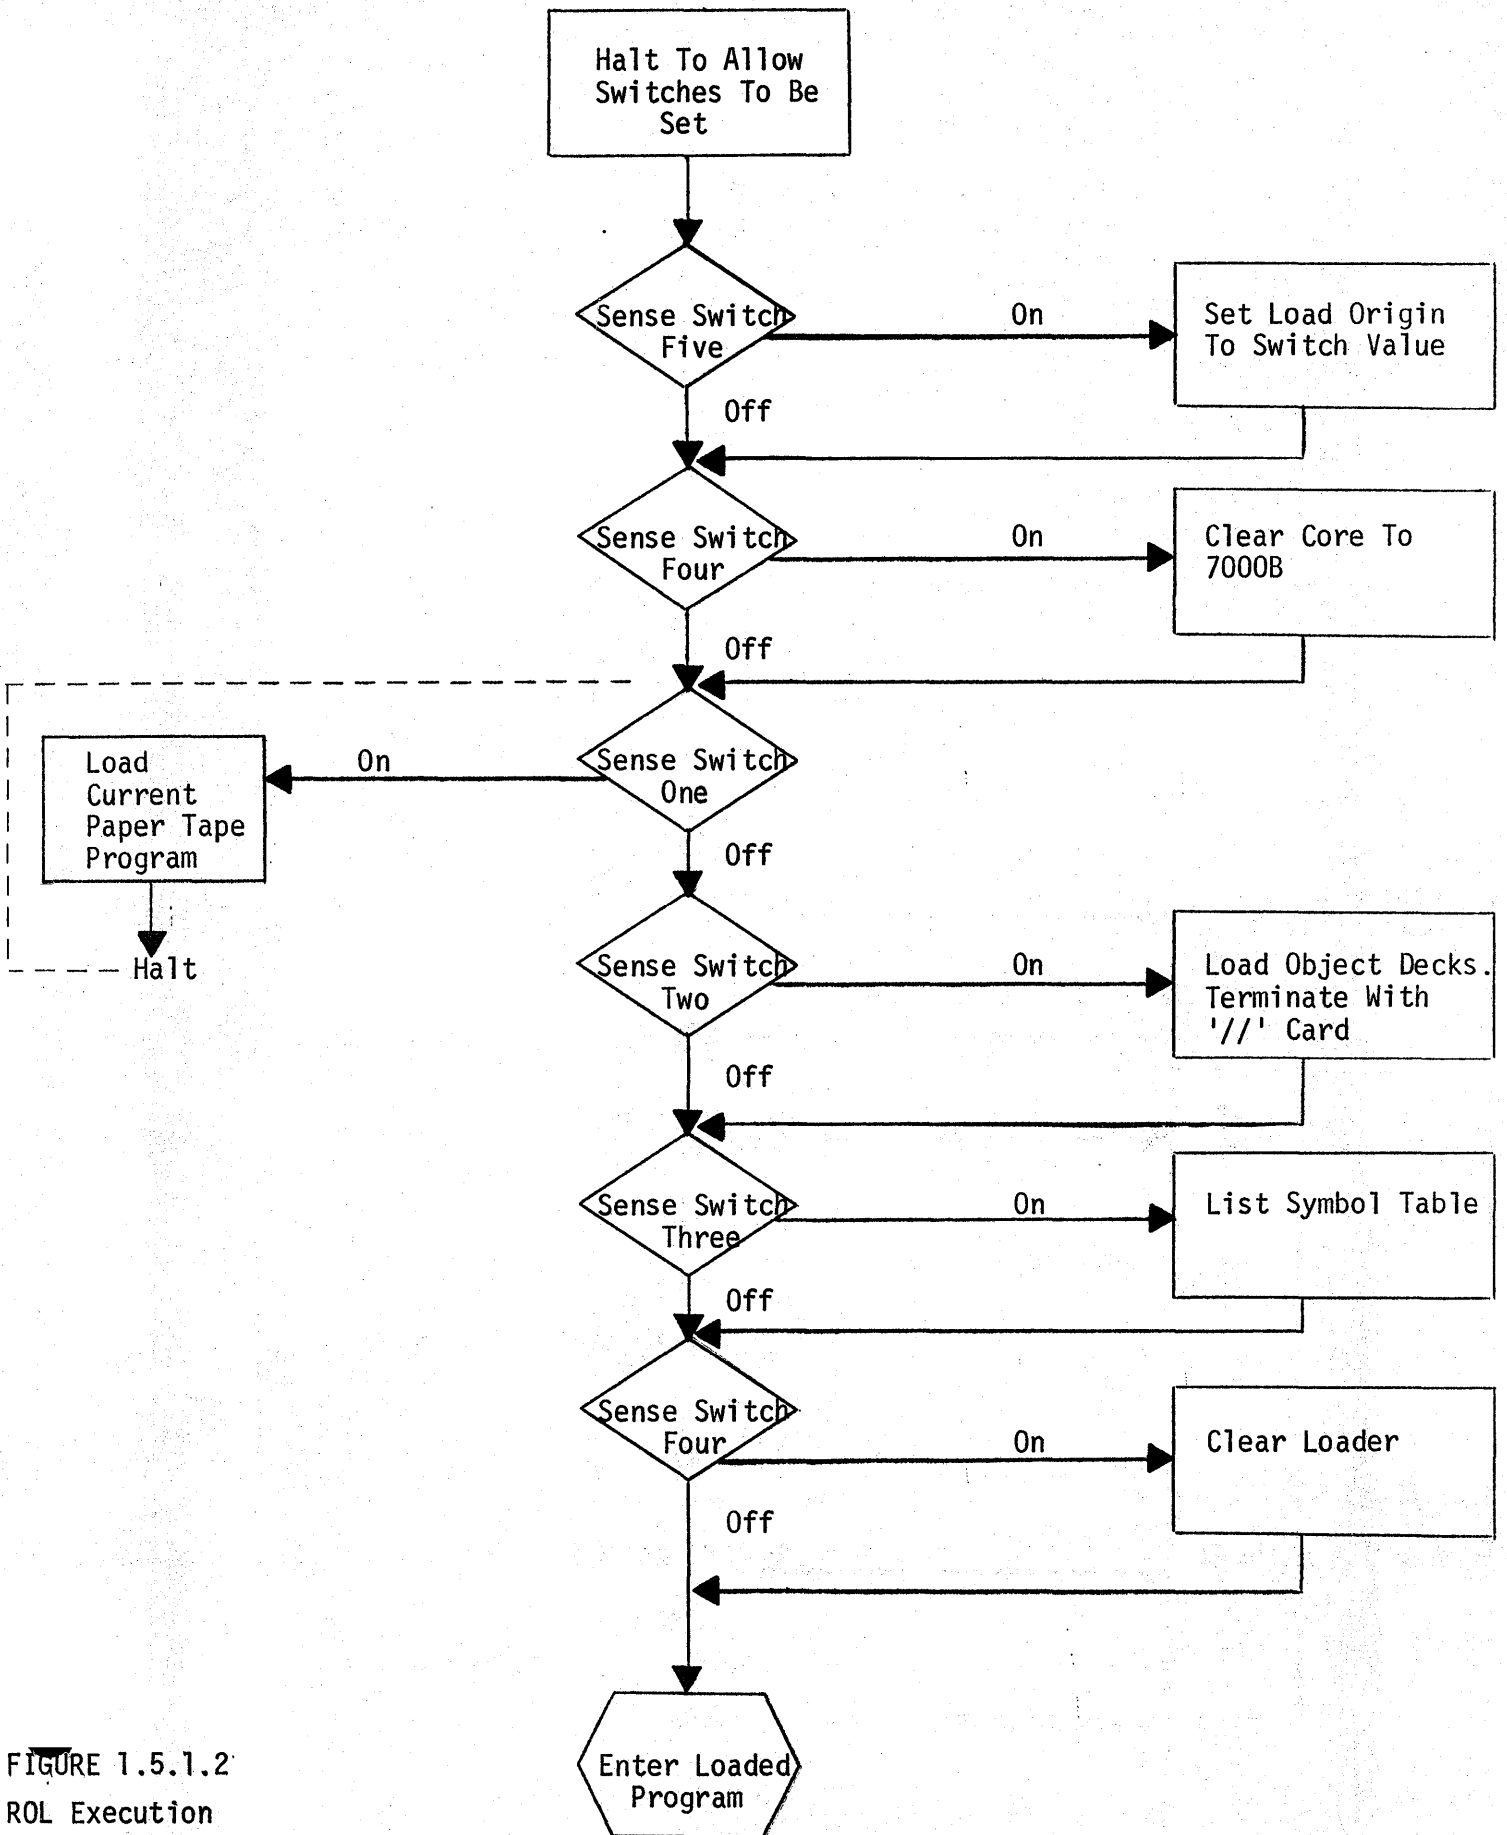 Halt To Allow
Switches To Be
Set
Sense Switch
Five
On
Set Load Origin
To Switch Value
Off
Sense Switch
Four
On
Clear Core To
7000B
Off
Sense Switch
One
On
Load
Current
Paper Tape
Program
Halt
Off
Sense Switch
Two
On
Load Object Decks.
Terminate With
'//' Card
Off
Sense Switch
Three
On
List Symbol Table
Off
Sense Switch
Four
On
Clear Loader
Off
Enter Loaded
Program
FIGURE 1.5.1.2
ROL Execution